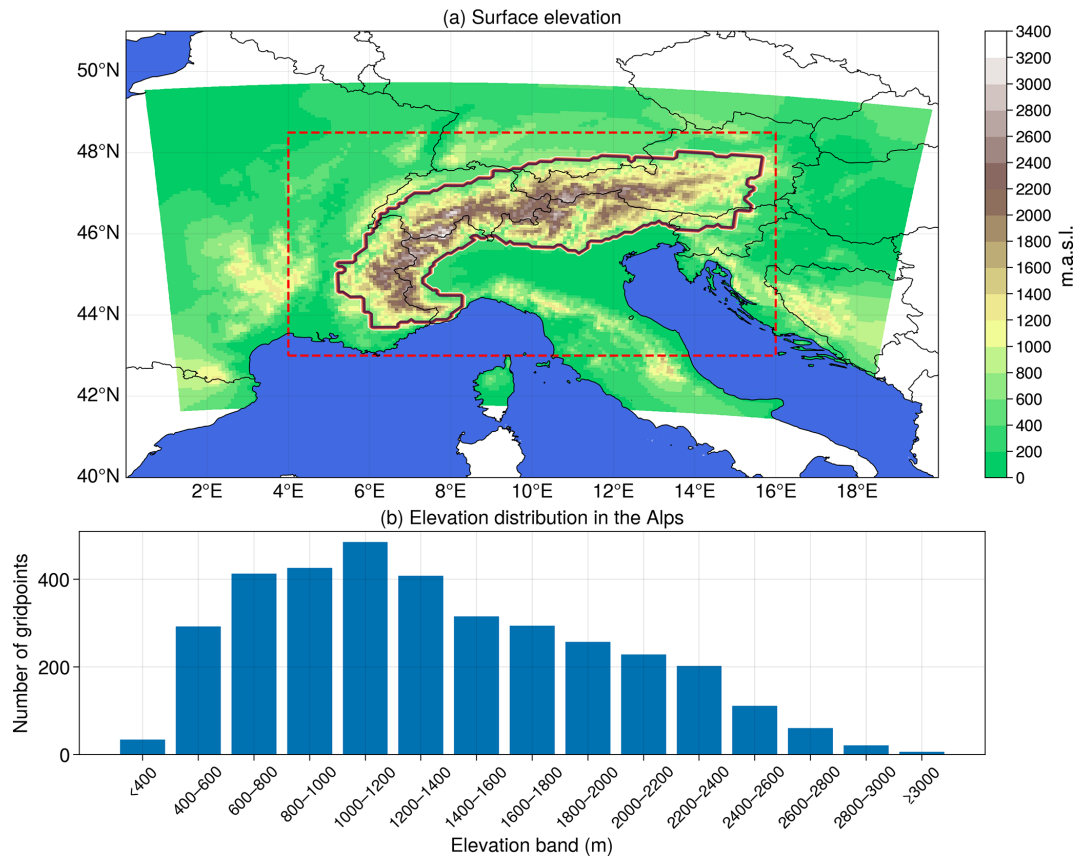 (a) Surface elevation
50°N
48°N
46°N
44°N
42°N
40°N
2°E 4°E 6°E 8°E 10°E 12°E 14°E 16°E 18°E
3400
3200
3000
2800
2600
2400
2200
2000
1800
1600
1400
1200
1000
800
600
400
200
0
m.a.s.l.
(b) Elevation distribution in the Alps
Number of gridpoints
400
200
0
<400 400–600 600–800 800–1000 1000–1200 1200–1400 1400–1600 1600–1800 1800–2000 2000–2200 2200–2400 2400–2600 2600–2800 2800–3000 ≥3000
Elevation band (m)